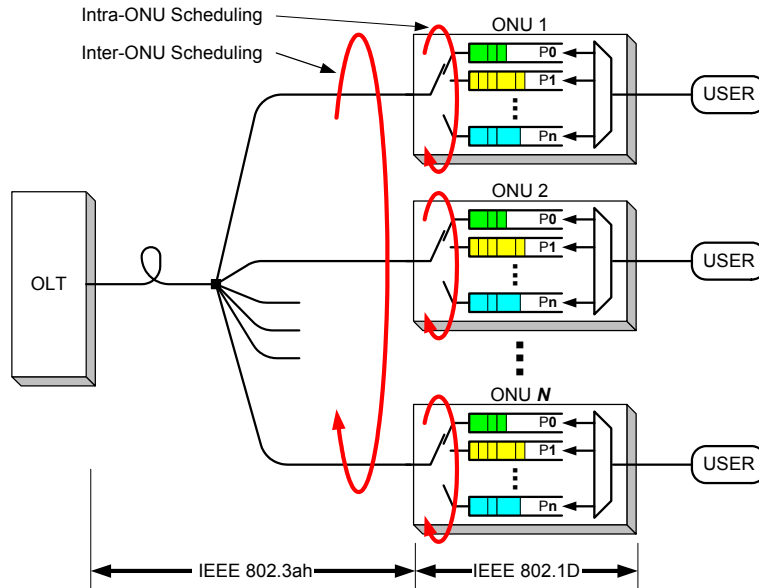 Intra-ONU Scheduling
Inter-ONU Scheduling
ONU 1
P0
P1
Pn
USER
ONU 2
P0
P1
Pn
USER
OLT
ONU N
P0
P1
Pn
USER
IEEE 802.3ah
IEEE 802.1D